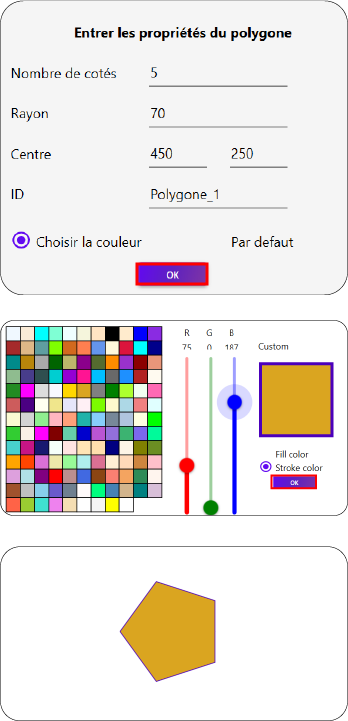 Entrer les propriétés du polygone
Nombre de cotés 5
Rayon 70
Centre 450 250
ID Polygone_1
Choisir la couleur Par defaut
OK
R G B
75 0 187
Custom
Fill color
Stroke color
OK